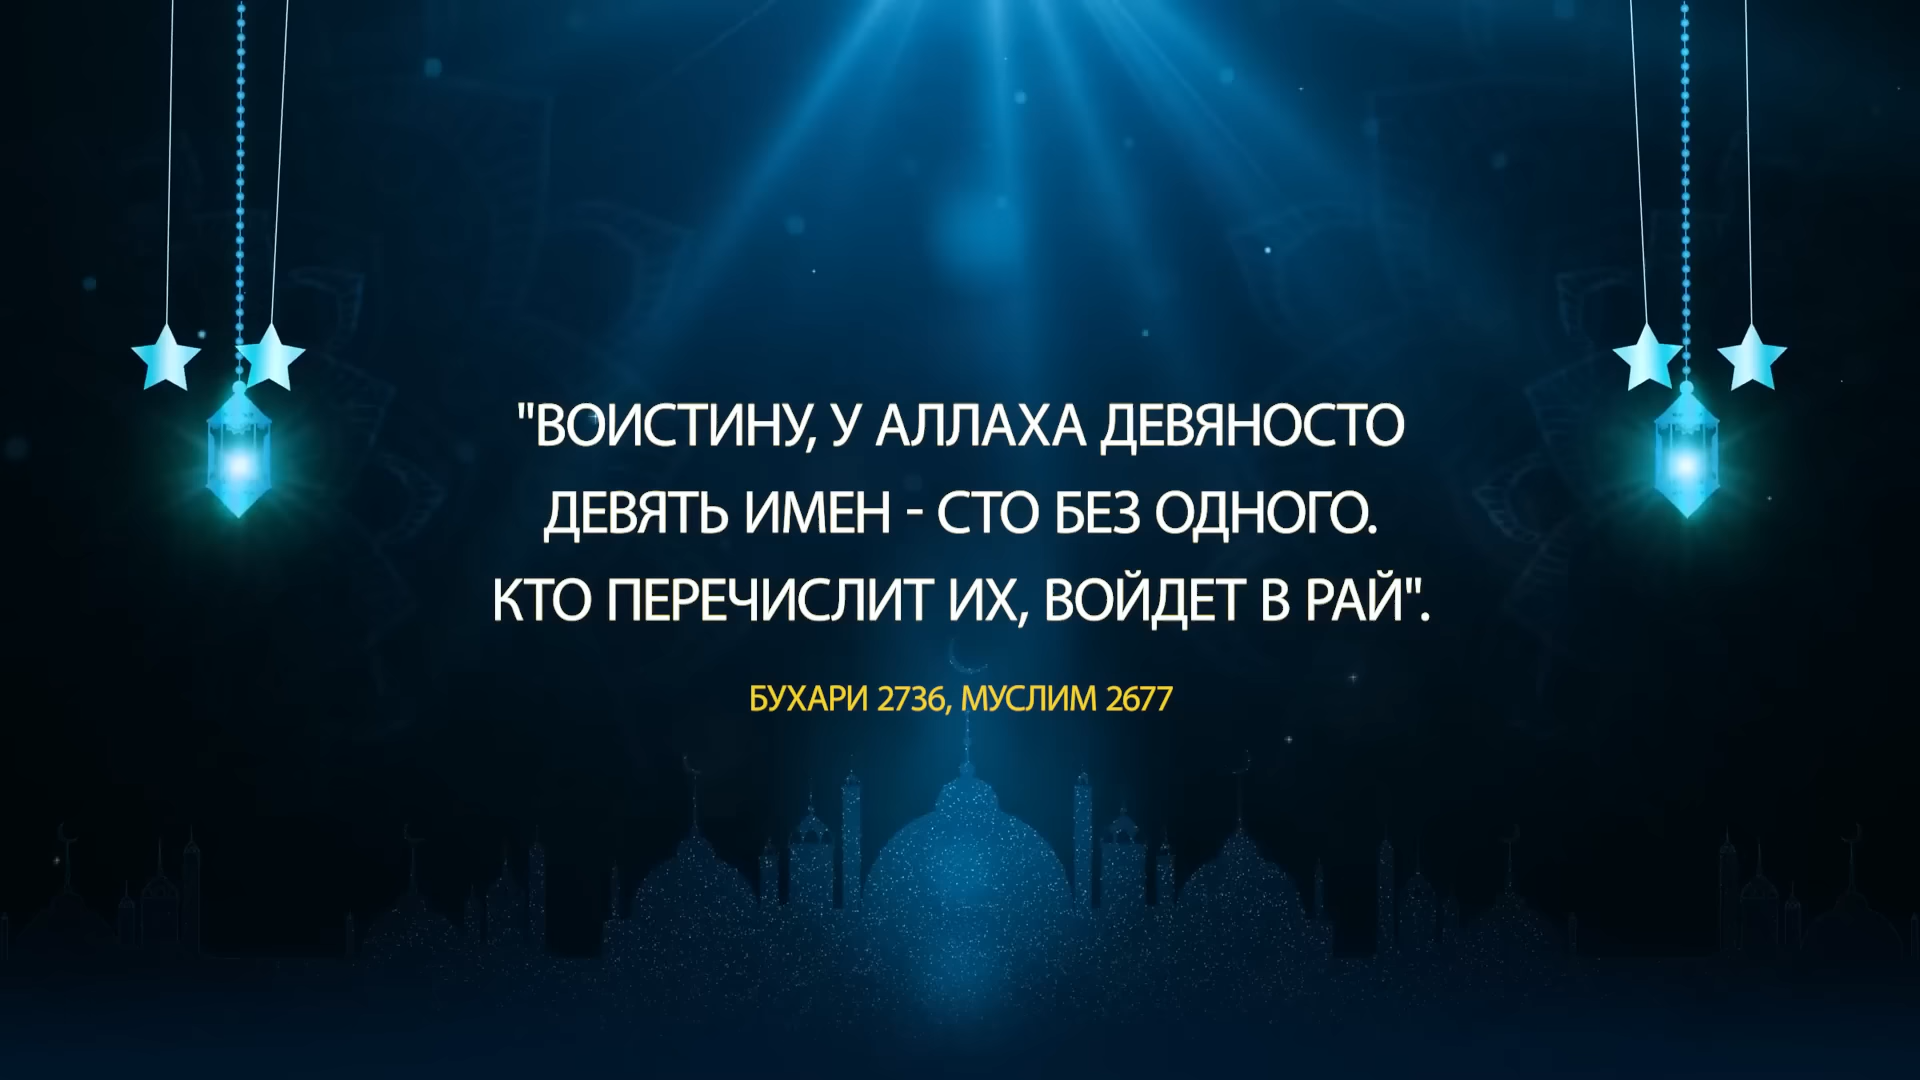 "ВОИСТИНУ, У АЛЛАХА ДЕВЯНОСТО
ДЕВЯТЬ ИМЕН - СТО БЕЗ ОДНОГО.
КТО ПЕРЕЧИСЛИТ ИХ, ВОЙДЕТ В РАЙ".
БУХАРИ 2736, МУСЛИМ 2677